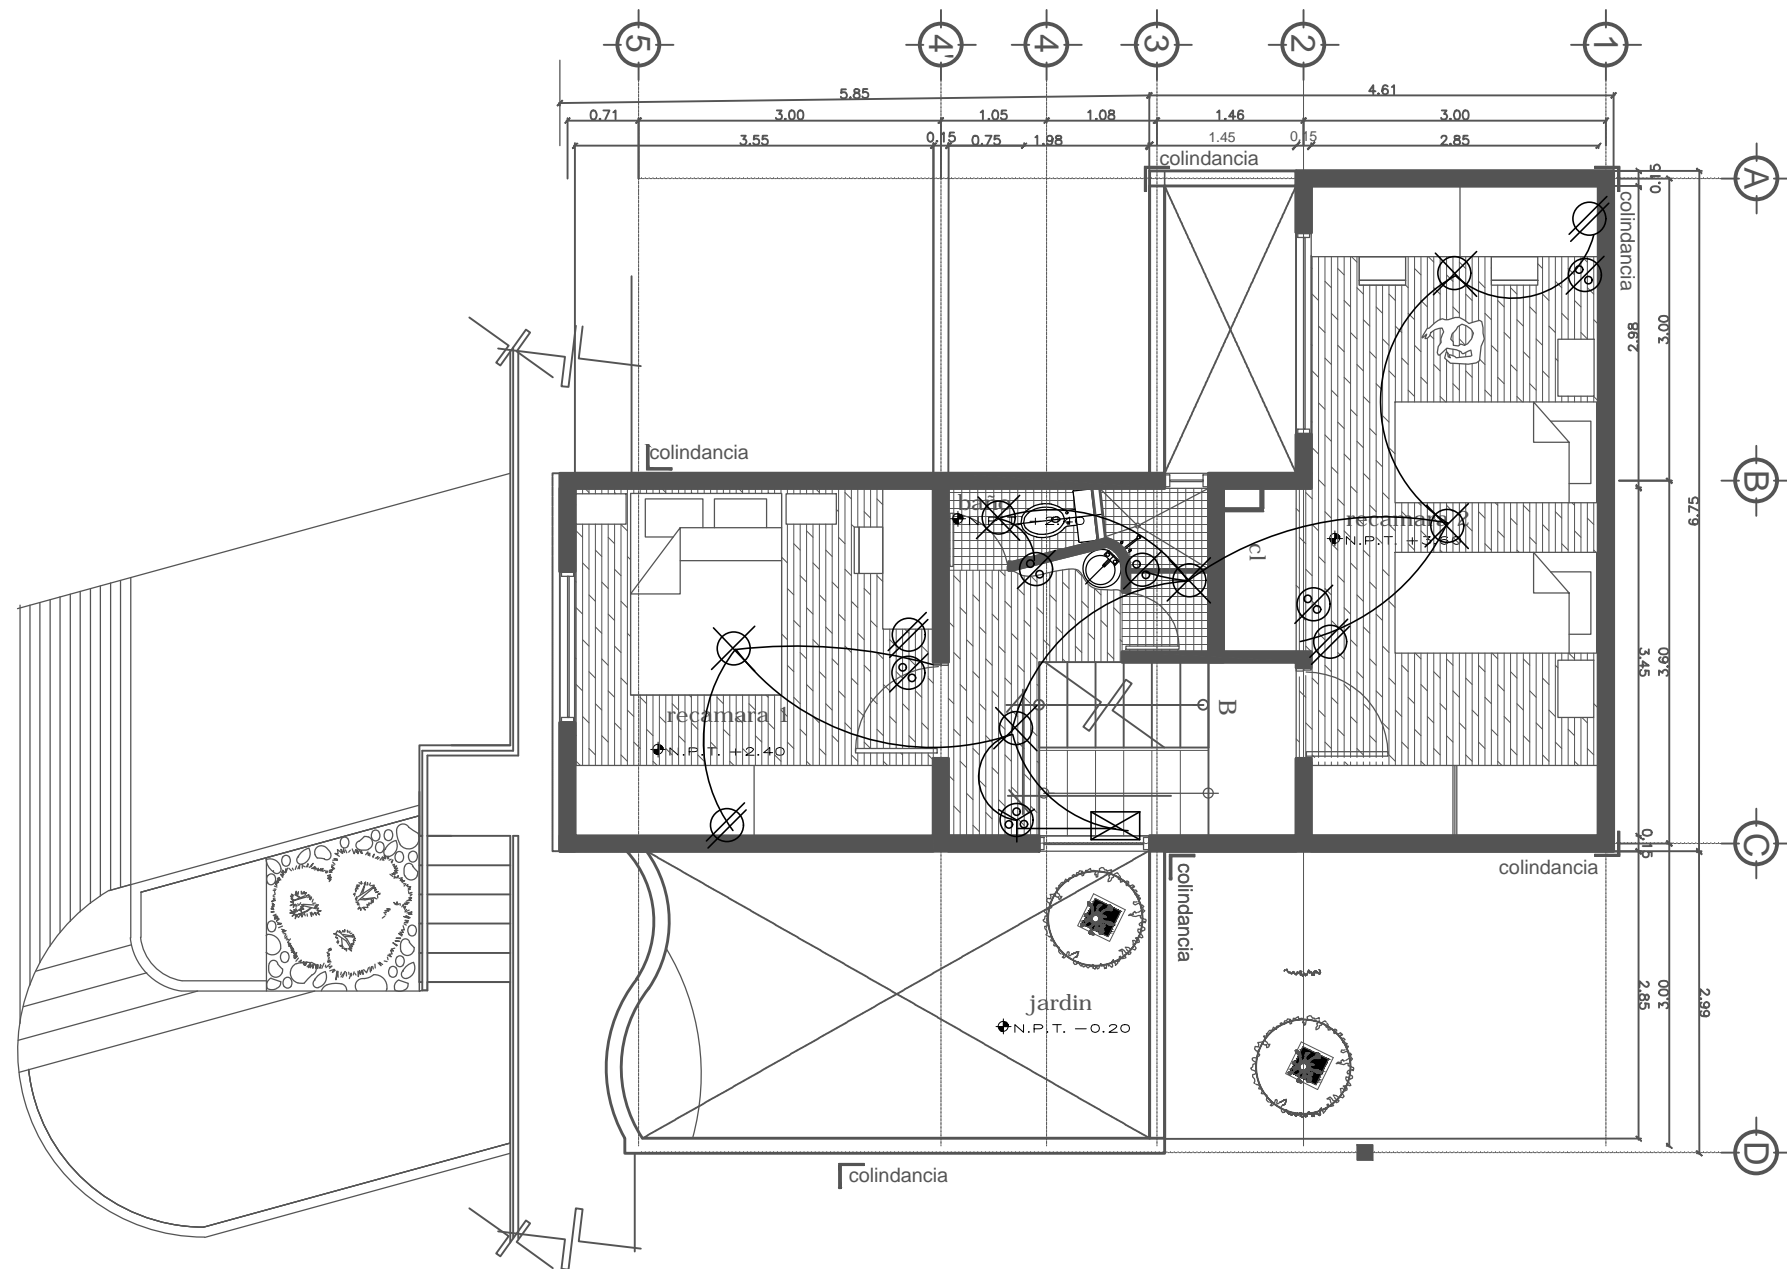 5 4' 4 3 2 1
5.85 4.61
0.71 3.00 1.05 1.08 1.46 3.00
3.55 0.15 0.75 1.98 1.45 0.15 2.85
colindancia
A
0.15
colindancia
2.98
3.00
colindancia
B
6.75
baño
recamara 2
N.P.T. +3.60
cl
3.45
3.60
B
recamara 1
N.P.T. +2.40
0.15
C
colindancia
colindancia
2.85
3.00
2.99
jardin
N.P.T. -0.20
D
colindancia